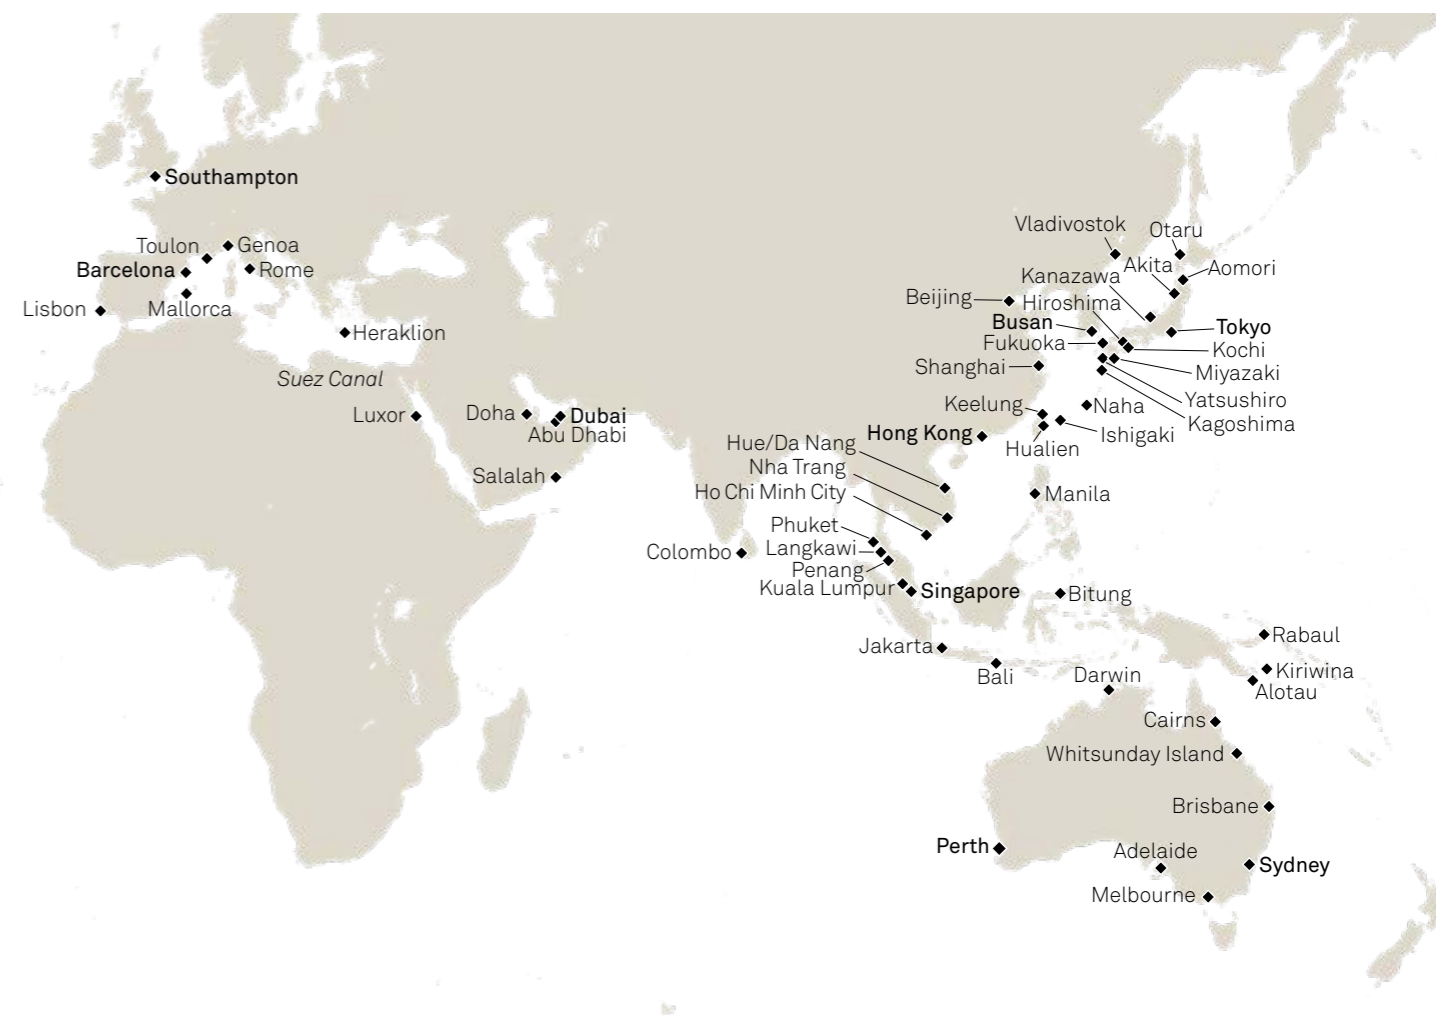 Southampton
Toulon
Genoa
Barcelona
Rome
Lisbon
Mallorca
Heraklion
Suez Canal
Luxor
Doha
Dubai
Abu Dhabi
Salalah
Vladivostok
Otaru
Kanazawa
Akita
Aomori
Beijing
Hiroshima
Busan
Tokyo
Fukuoka
Kochi
Shanghai
Miyazaki
Yatsushiro
Keelung
Naha
Kagoshima
Hong Kong
Ishigaki
Hualien
Hue/Da Nang
Nha Trang
Ho Chi Minh City
Manila
Phuket
Langkawi
Colombo
Penang
Kuala Lumpur
Singapore
Bitung
Rabaul
Jakarta
Kiriwina
Bali
Darwin
Alotau
Cairns
Whitsunday Island
Brisbane
Perth
Adelaide
Sydney
Melbourne